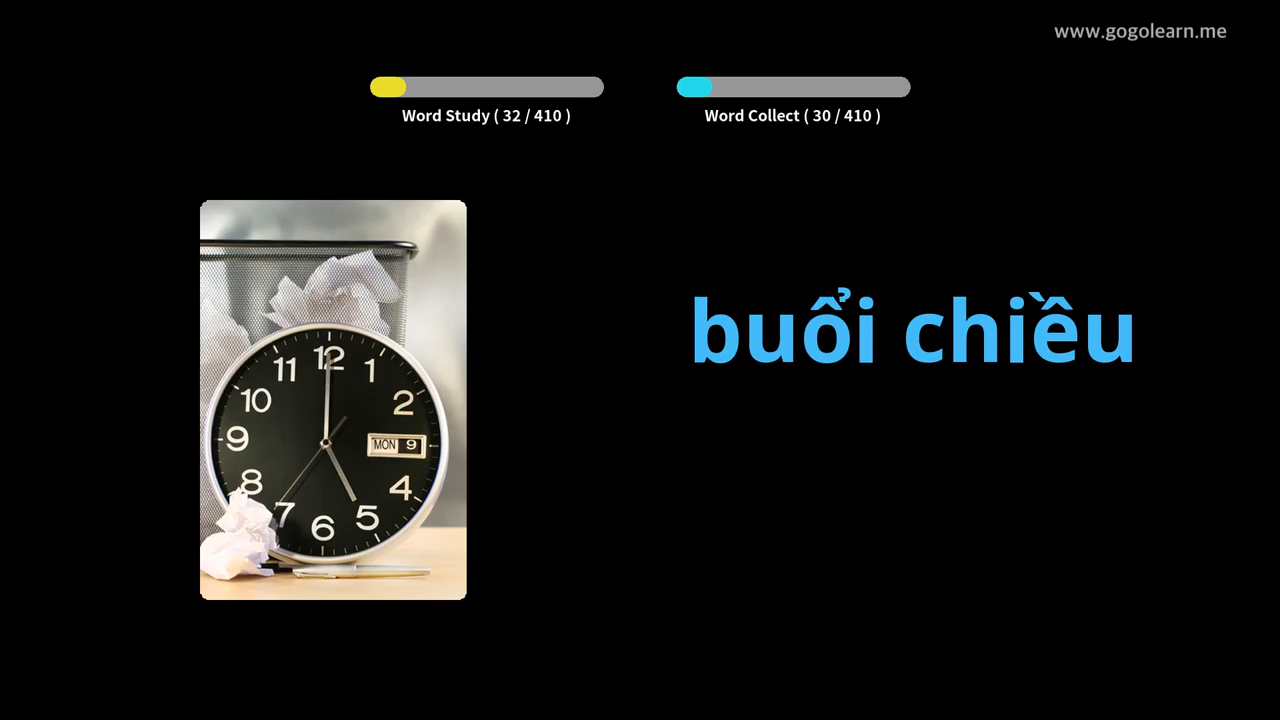 www.gogolearn.me
Word Study ( 32 / 410 )
Word Collect ( 30 / 410 )
buổi chiều
12
11
1
10
2
9
MON 9
8
4
7
5
6